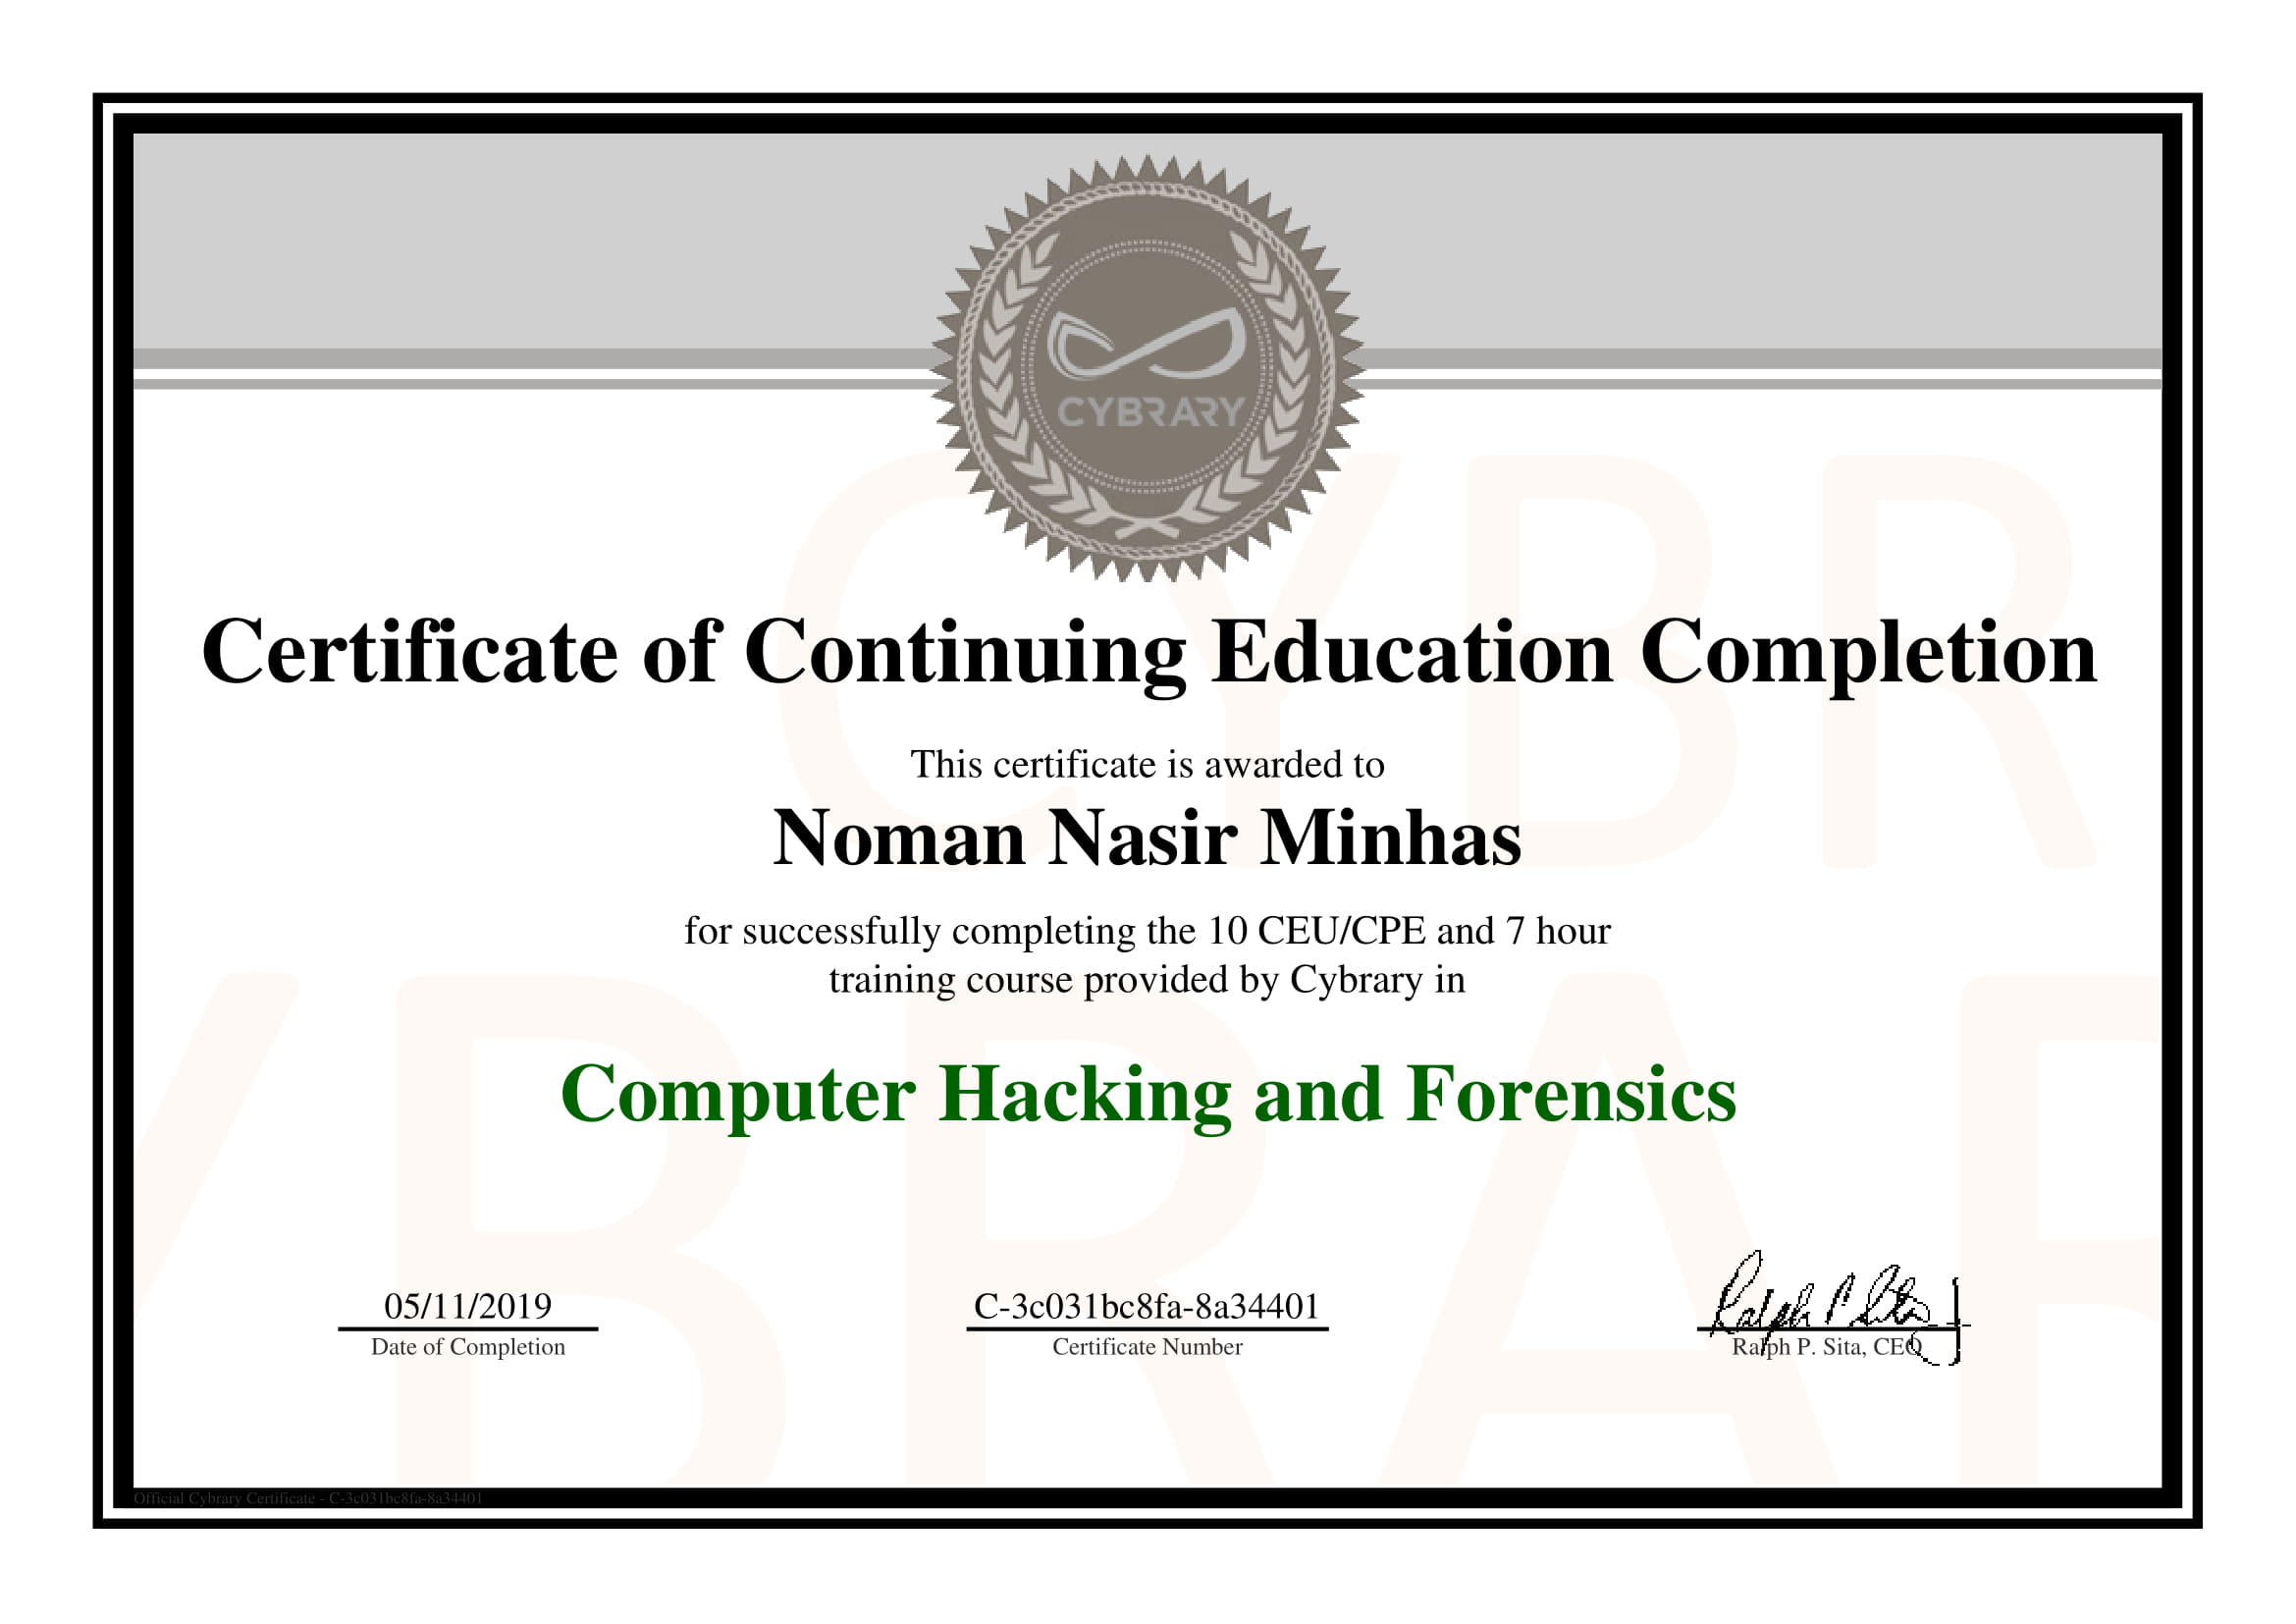 CYBRARY
Certificate of Continuing Education Completion
This certificate is awarded to
Noman Nasir Minhas
for successfully completing the 10 CEU/CPE and 7 hour
training course provided by Cybrary in
Computer Hacking and Forensics
05/11/2019
Date of Completion
C-3c031bc8fa-8a34401
Certificate Number
Ralph P. Sita
Ralph P. Sita, CEO
Official Cybrary Certificate - C-3c031bc8fa-8a34401
CYBR
YBRAR